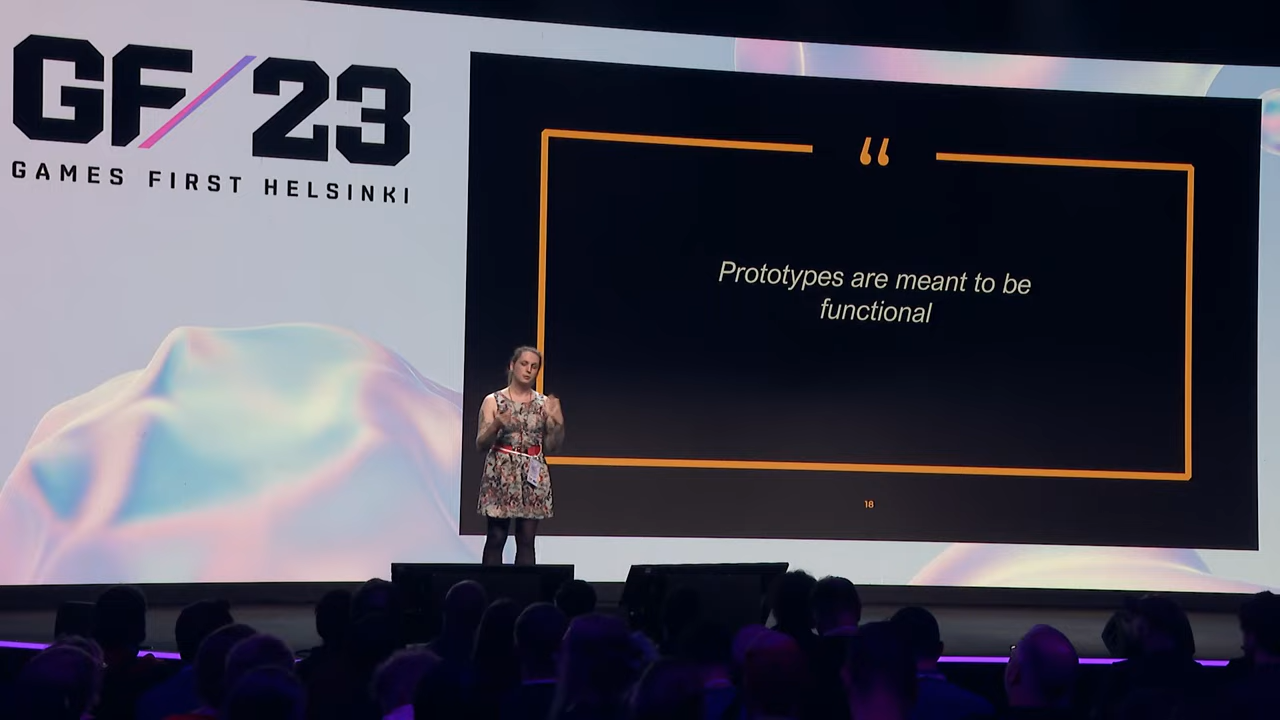 GF/23
GAMES FIRST HELSINKI
“
Prototypes are meant to be
functional
18